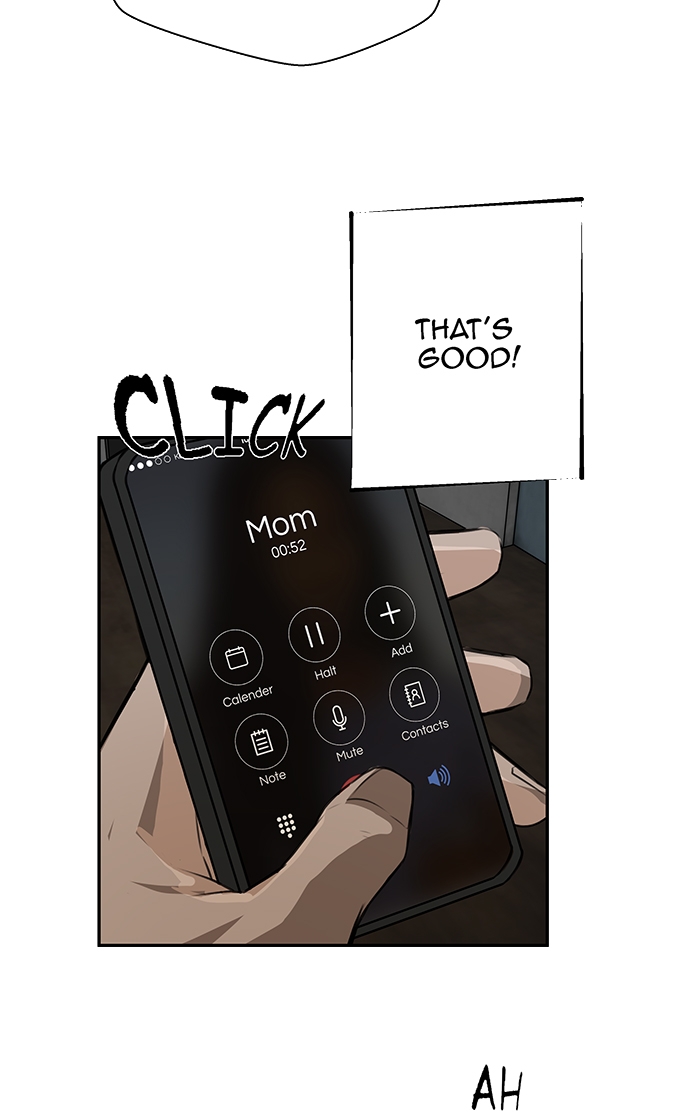 THAT'S
GOOD!
CLICK
Mom
00:52
Calender
Halt
Add
Note
Mute
Contacts
AH